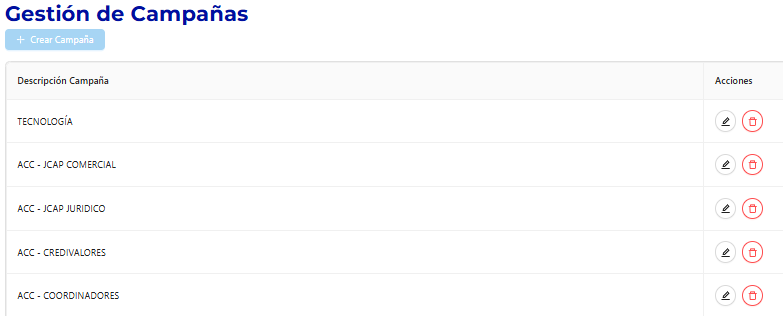 Gestión de Campañas
+ Crear Campaña
Descripción Campaña Acciones
TECNOLOGÍA
ACC - JCAP COMERCIAL
ACC - JCAP JURIDICO
ACC - CREDIVALORES
ACC - COORDINADORES